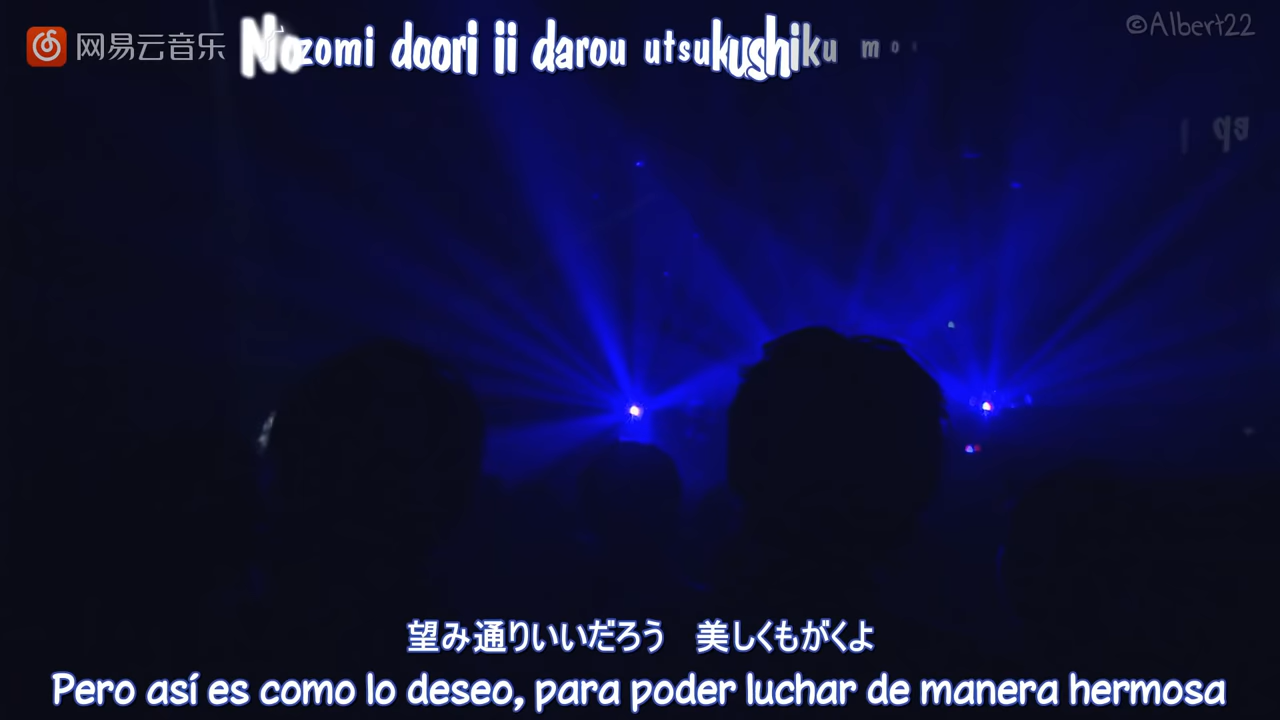 网易云音乐
©Albert22
Nozomi doori ii darou utsukushiku mo
望み通りいいだろう 美しくもがくよ
Pero así es como lo deseo, para poder luchar de manera hermosa